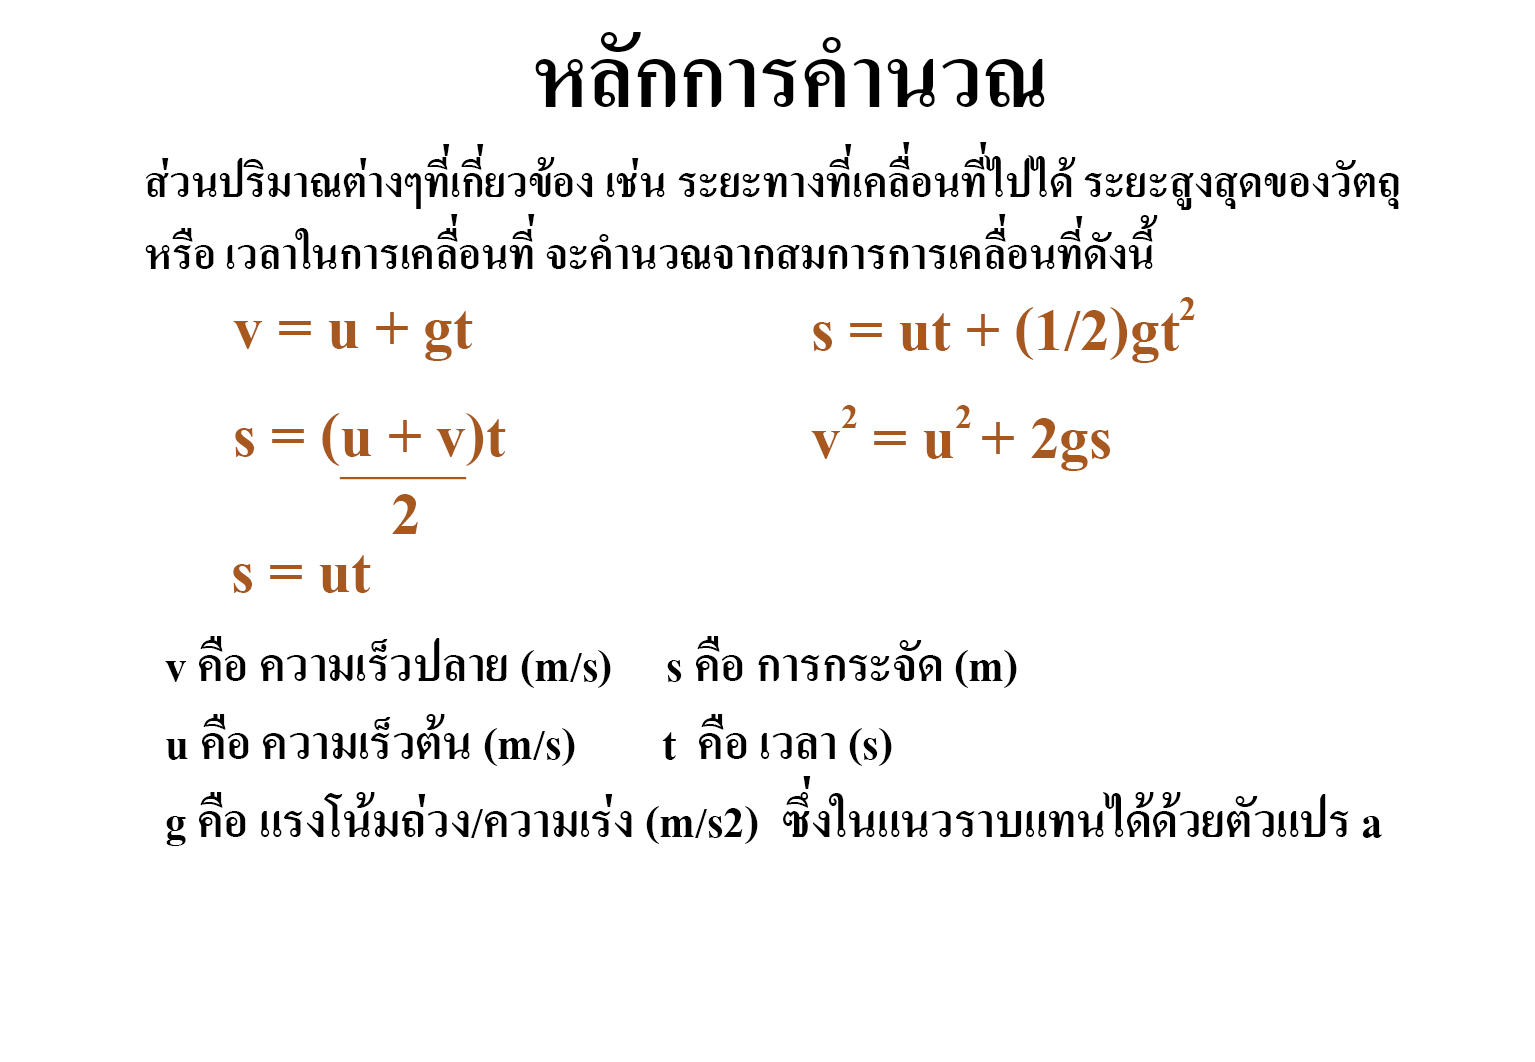 หลักการคำนวณ
ส่วนปริมาณต่างๆที่เกี่ยวข้อง เช่น ระยะทางที่เคลื่อนที่ไปได้ ระยะสูงสุดของวัตถุ
หรือ เวลาในการเคลื่อนที่ จะคำนวณจากสมการการเคลื่อนที่ดังนี้
v = u + gt s = ut + (1/2)gt²
s = (u + v)t v² = u² + 2gs
2
s = ut
v คือ ความเร็วปลาย (m/s) s คือ การกระจัด (m)
u คือ ความเร็วต้น (m/s) t คือ เวลา (s)
g คือ แรงโน้มถ่วง/ความเร่ง (m/s2) ซึ่งในแนวราบแทนได้ด้วยตัวแปร a